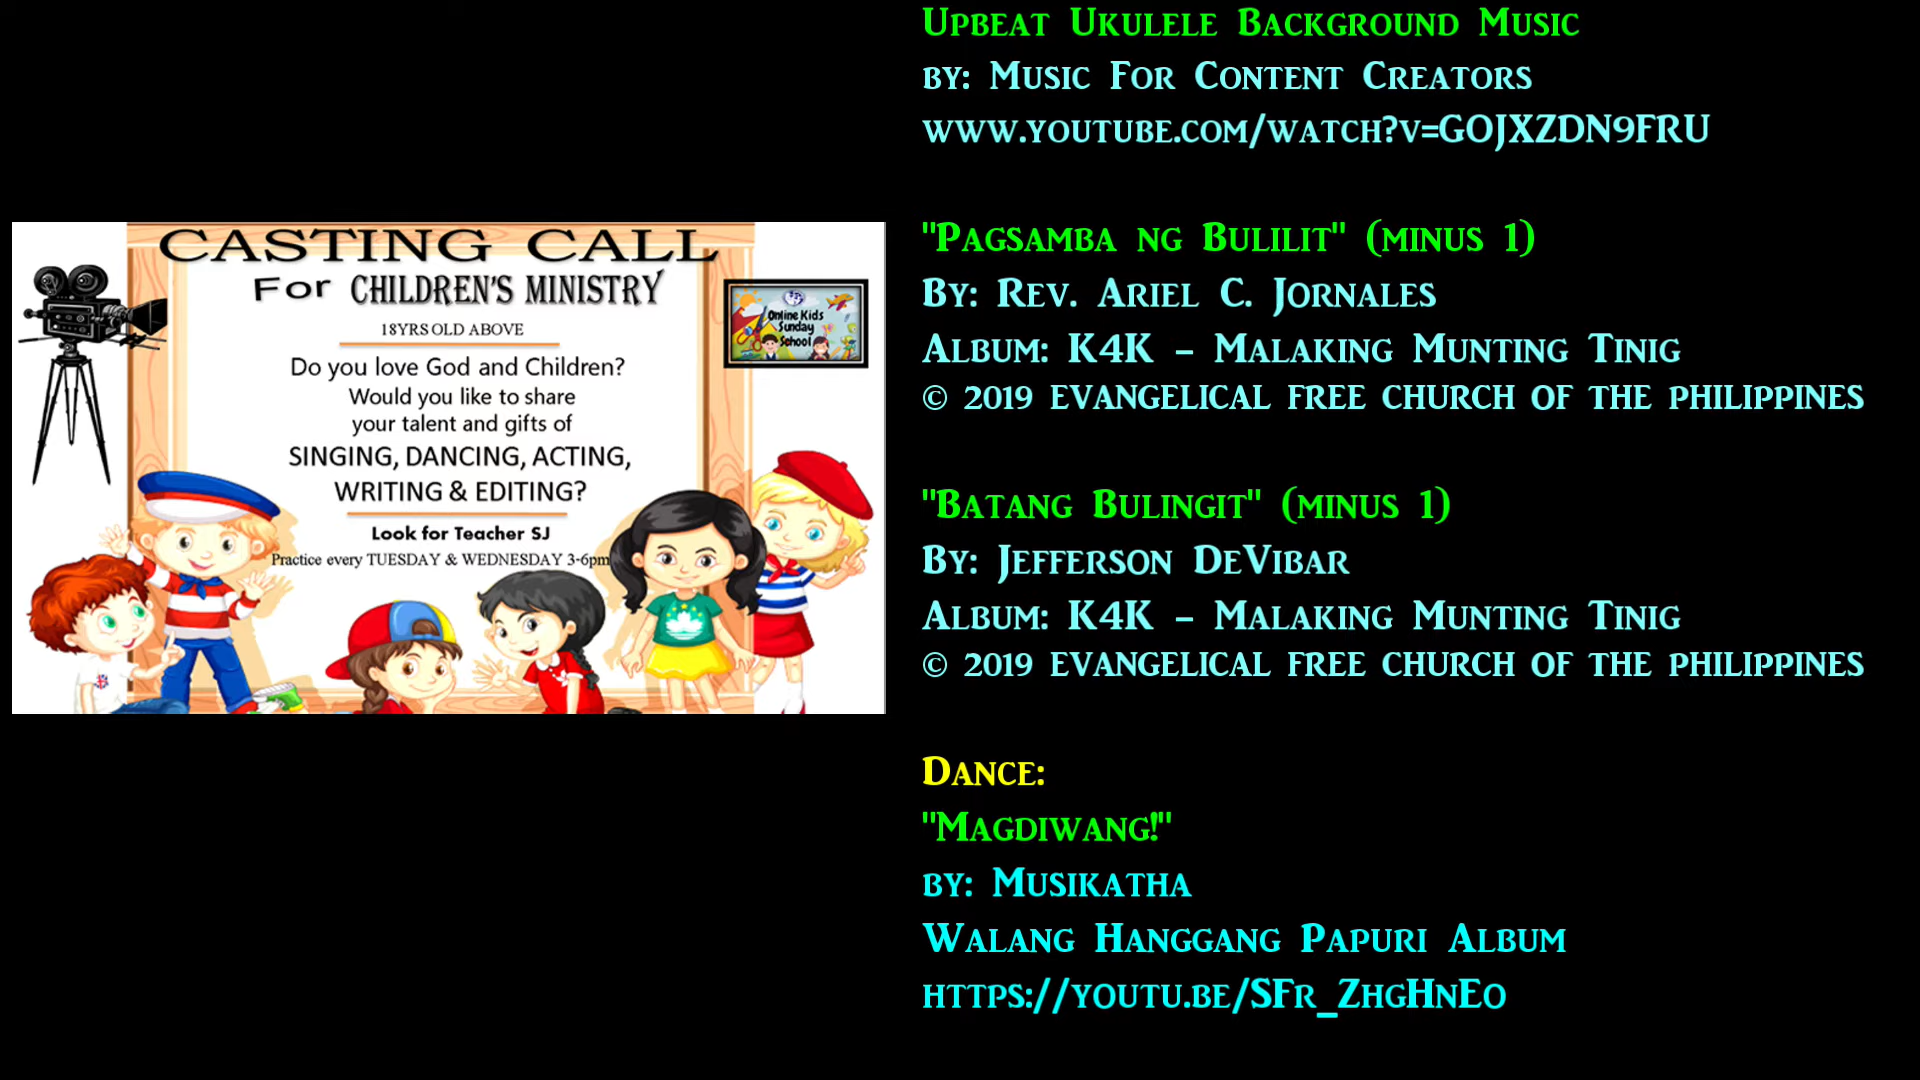 CASTING CALL
For CHILDREN'S MINISTRY
18YRS OLD ABOVE
Do you love God and Children?
Would you like to share
your talent and gifts of
SINGING, DANCING, ACTING,
WRITING & EDITING?
Look for Teacher SJ
Practice every TUESDAY & WEDNESDAY 3-6pm
Online Kids
Sunday
School
Upbeat Ukulele Background Music
by: Music For Content Creators
www.youtube.com/watch?v=GOJXZDN9FRU
"Pagsamba ng Bulilit" (minus 1)
By: Rev. Ariel C. Jornales
Album: K4K – Malaking Munting Tinig
© 2019 EVANGELICAL FREE CHURCH OF THE PHILIPPINES
"Batang Bulingit" (minus 1)
By: Jefferson DeVibar
Album: K4K – Malaking Munting Tinig
© 2019 EVANGELICAL FREE CHURCH OF THE PHILIPPINES
Dance:
"Magdiwang!"
by: Musikatha
Walang Hanggang Papuri Album
https://youtu.be/SFr_ZhgHnEo